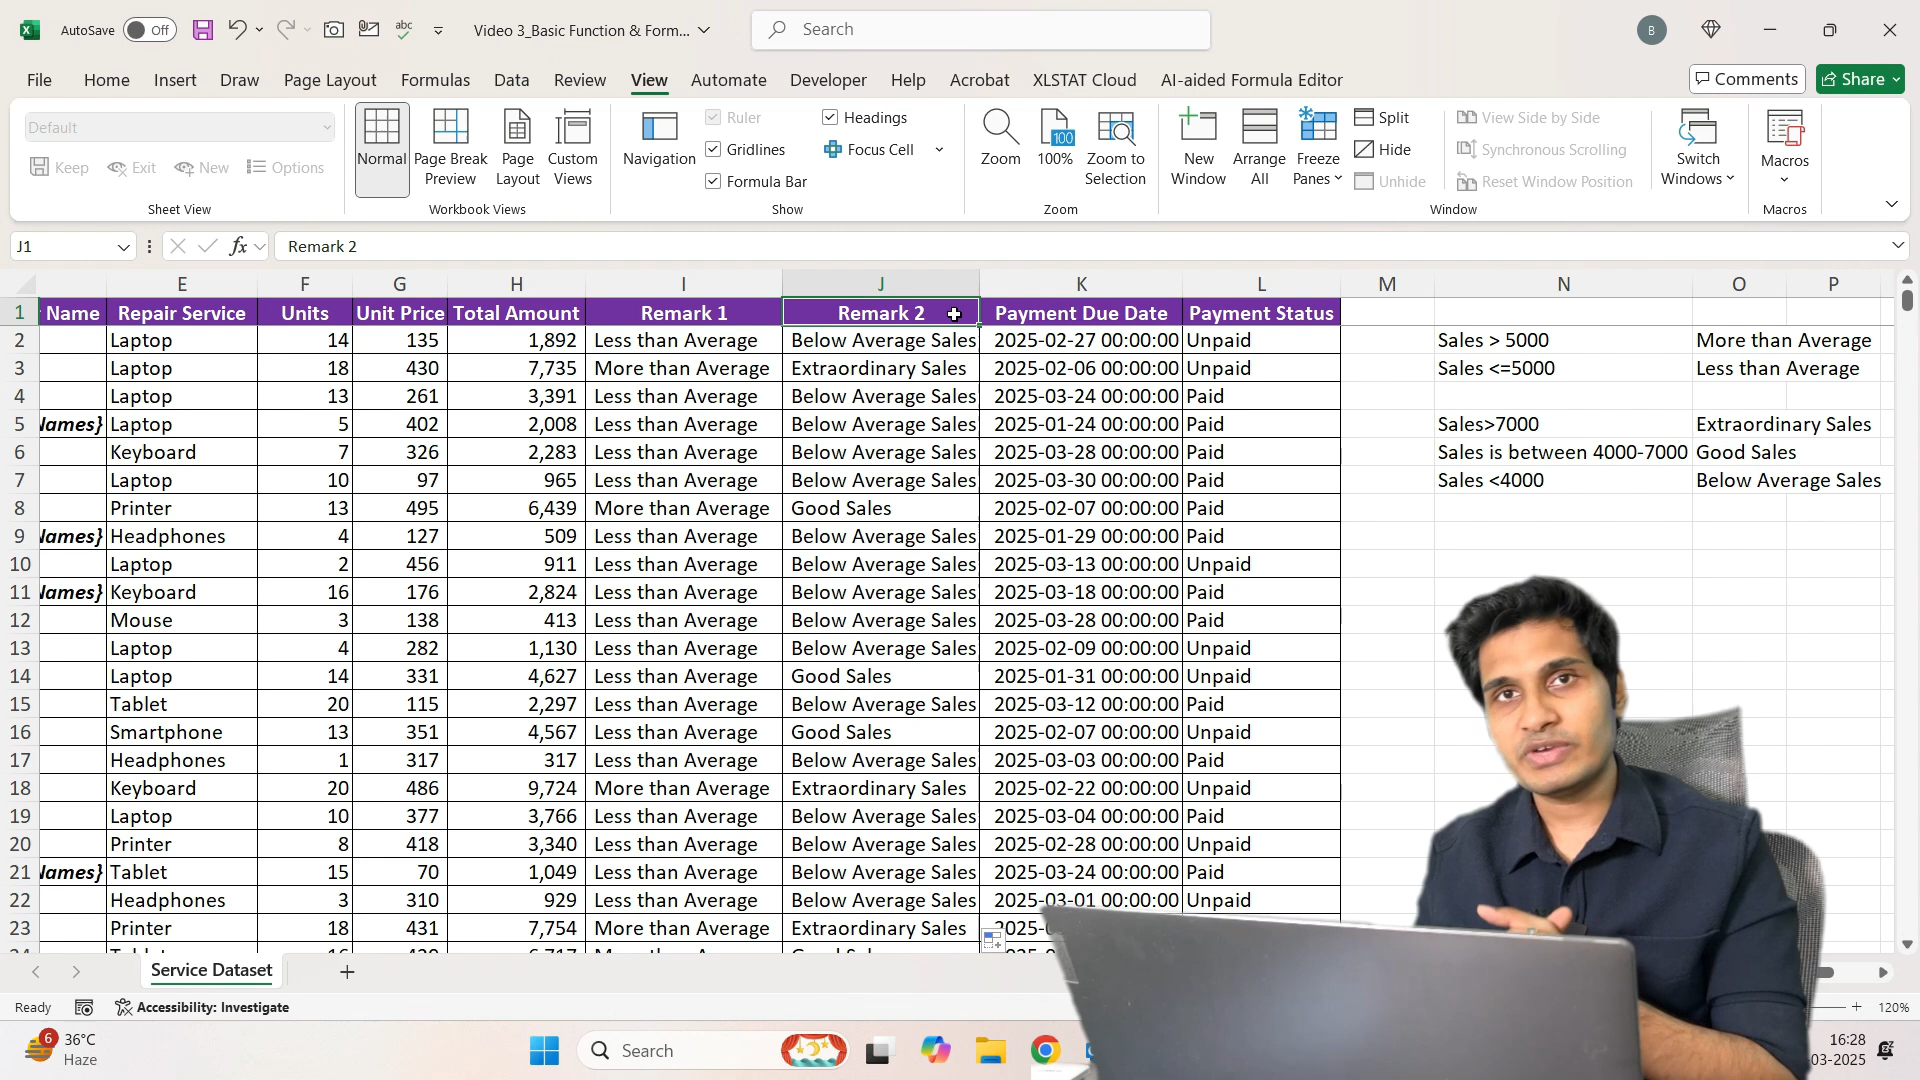 AutoSave Off Video 3_Basic Function & Form... Search B
File Home Insert Draw Page Layout Formulas Data Review View Automate Developer Help Acrobat XLSTAT Cloud AI-aided Formula Editor Comments Share
Default
Keep Exit New Options
Sheet View
Normal Page Break Preview Page Layout Custom Views
Workbook Views
Navigation Ruler Gridlines Formula Bar Headings Focus Cell
Show
Zoom 100% Zoom to Selection
Zoom
New Window Arrange All Freeze Panes Split Hide Unhide View Side by Side Synchronous Scrolling Reset Window Position Switch Windows
Window
Macros
Macros
J1 fx Remark 2
E F G H I J K L M N O P
1 Name Repair Service Units Unit Price Total Amount Remark 1 Remark 2 Payment Due Date Payment Status
2 Laptop 14 135 1,892 Less than Average Below Average Sales 2025-02-27 00:00:00 Unpaid Sales > 5000 More than Average
3 Laptop 18 430 7,735 More than Average Extraordinary Sales 2025-02-06 00:00:00 Unpaid Sales <=5000 Less than Average
4 Laptop 13 261 3,391 Less than Average Below Average Sales 2025-03-24 00:00:00 Paid
5 Names} Laptop 5 402 2,008 Less than Average Below Average Sales 2025-01-24 00:00:00 Paid Sales>7000 Extraordinary Sales
6 Keyboard 7 326 2,283 Less than Average Below Average Sales 2025-03-28 00:00:00 Paid Sales is between 4000-7000 Good Sales
7 Laptop 10 97 965 Less than Average Below Average Sales 2025-03-30 00:00:00 Paid Sales <4000 Below Average Sales
8 Printer 13 495 6,439 More than Average Good Sales 2025-02-07 00:00:00 Paid
9 Names} Headphones 4 127 509 Less than Average Below Average Sales 2025-01-29 00:00:00 Paid
10 Laptop 2 456 911 Less than Average Below Average Sales 2025-03-13 00:00:00 Unpaid
11 Names} Keyboard 16 176 2,824 Less than Average Below Average Sales 2025-03-18 00:00:00 Paid
12 Mouse 3 138 413 Less than Average Below Average Sales 2025-03-28 00:00:00 Paid
13 Laptop 4 282 1,130 Less than Average Below Average Sales 2025-02-09 00:00:00 Unpaid
14 Laptop 14 331 4,627 Less than Average Good Sales 2025-01-31 00:00:00 Unpaid
15 Tablet 20 115 2,297 Less than Average Below Average Sales 2025-03-12 00:00:00 Paid
16 Smartphone 13 351 4,567 Less than Average Good Sales 2025-02-07 00:00:00 Unpaid
17 Headphones 1 317 317 Less than Average Below Average Sales 2025-03-03 00:00:00 Paid
18 Keyboard 20 486 9,724 More than Average Extraordinary Sales 2025-02-22 00:00:00 Unpaid
19 Laptop 10 377 3,766 Less than Average Below Average Sales 2025-03-04 00:00:00 Paid
20 Printer 8 418 3,340 Less than Average Below Average Sales 2025-02-28 00:00:00 Unpaid
21 Names} Tablet 15 70 1,049 Less than Average Below Average Sales 2025-03-24 00:00:00 Paid
22 Headphones 3 310 929 Less than Average Below Average Sales 2025-03-01 00:00:00 Unpaid
23 Printer 18 431 7,754 More than Average Extraordinary Sales
Service Dataset
Ready Accessibility: Investigate 120%
6 36°C Search 16:28
Haze 03-2025